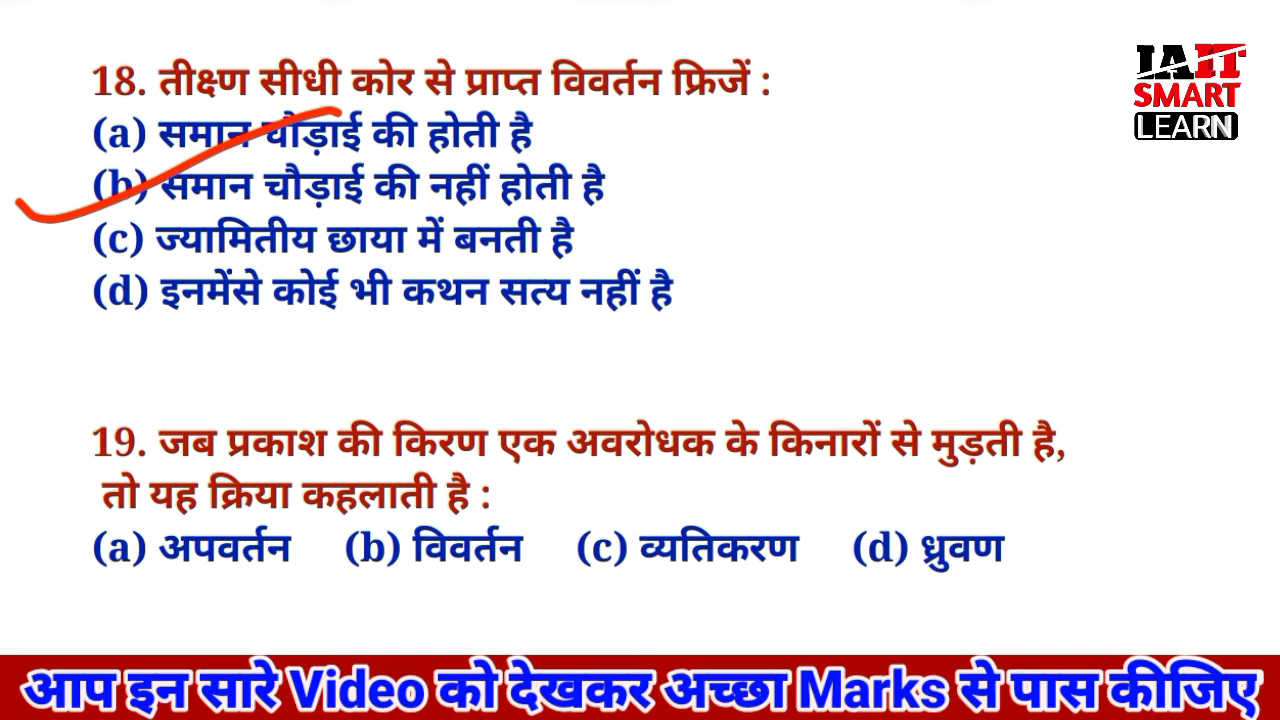 18. तीक्ष्ण सीधी कोर से प्राप्त विवर्तन फ्रिजें :
(a) समान चौड़ाई की होती है
(b) समान चौड़ाई की नहीं होती है
(c) ज्यामितीय छाया में बनती है
(d) इनमेंसे कोई भी कथन सत्य नहीं है
IAIIT
SMART
LEARN
19. जब प्रकाश की किरण एक अवरोधक के किनारों से मुड़ती है,
तो यह क्रिया कहलाती है :
(a) अपवर्तन (b) विवर्तन (c) व्यतिकरण (d) ध्रुवण
आप इन सारे Video को देखकर अच्छा Marks से पास कीजिए